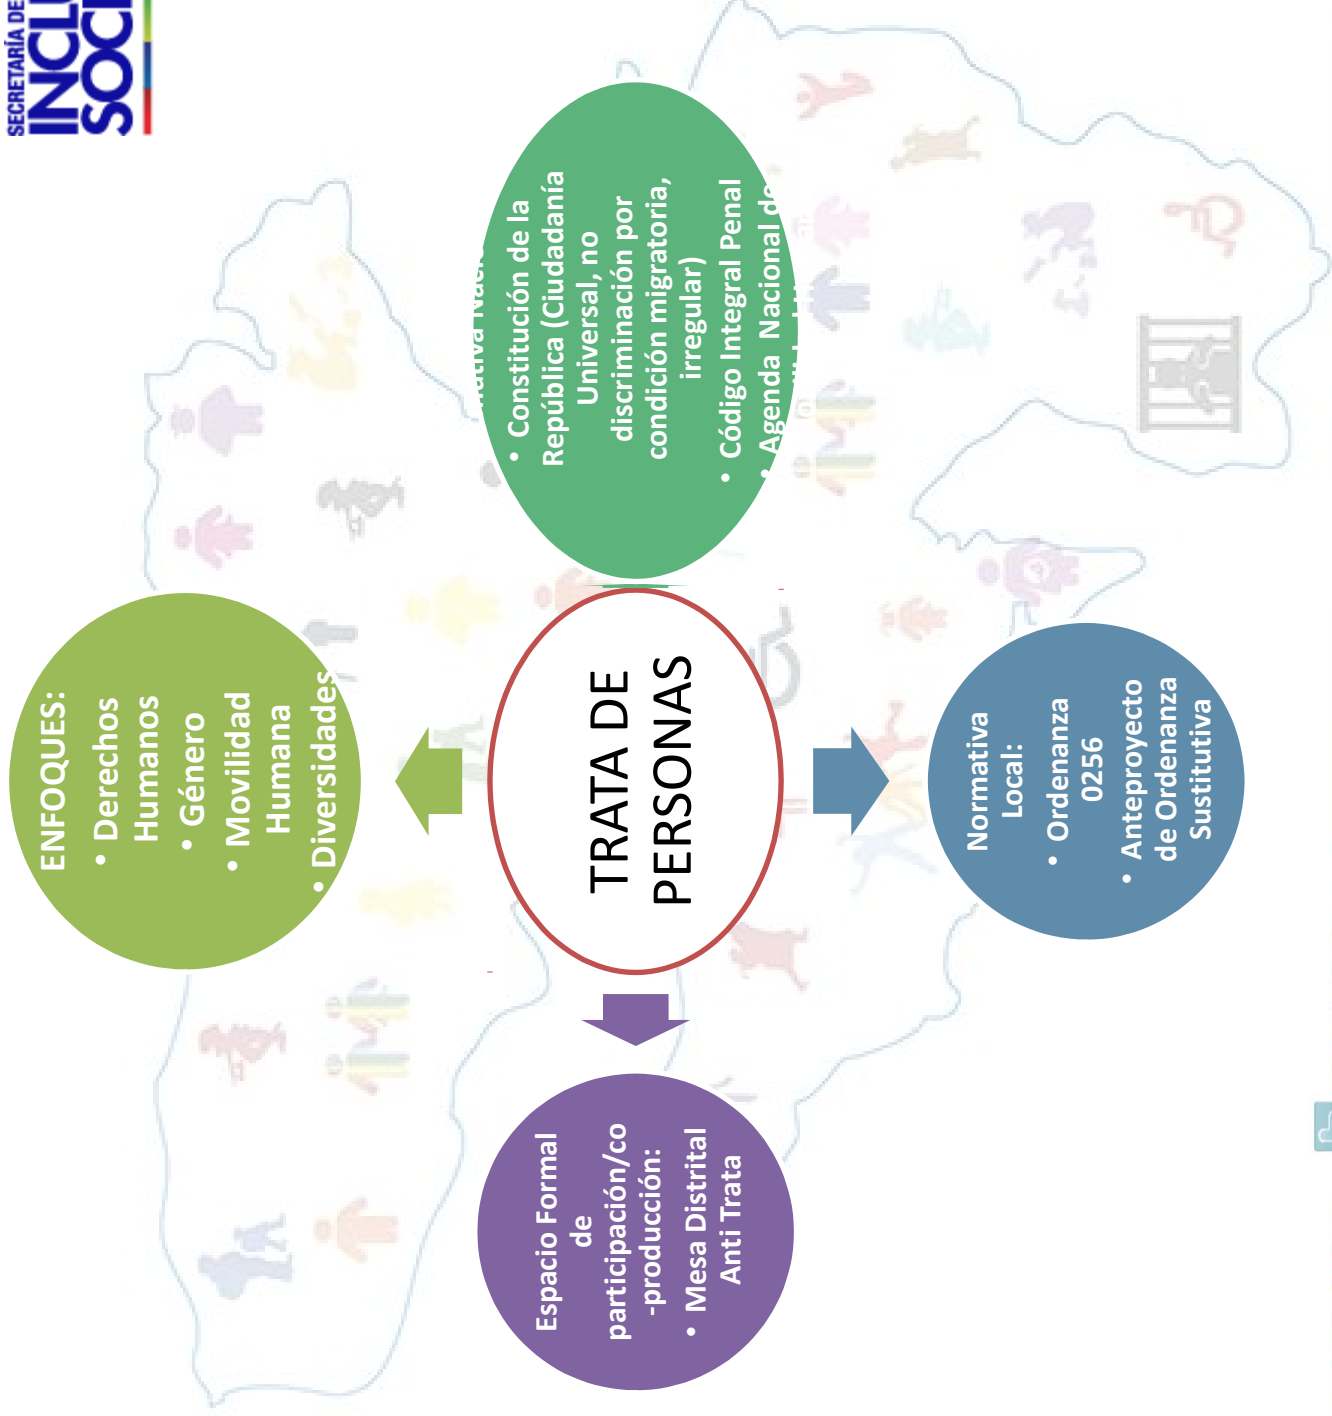 SECRETARÍA DE
ENFOQUES:
• Derechos
Humanos
• Género
• Movilidad
Humana
• Diversidades
• Constitución de la
República (Ciudadanía
Universal, no
discriminación por
condición migratoria,
irregular)
• Código Integral Penal
• Agenda Nacional de
TRATA DE
PERSONAS
Normativa
Local:
• Ordenanza
0256
• Anteproyecto
de Ordenanza
Sustitutiva
Espacio Formal
de
participación/co
-producción:
• Mesa Distrital
Anti Trata